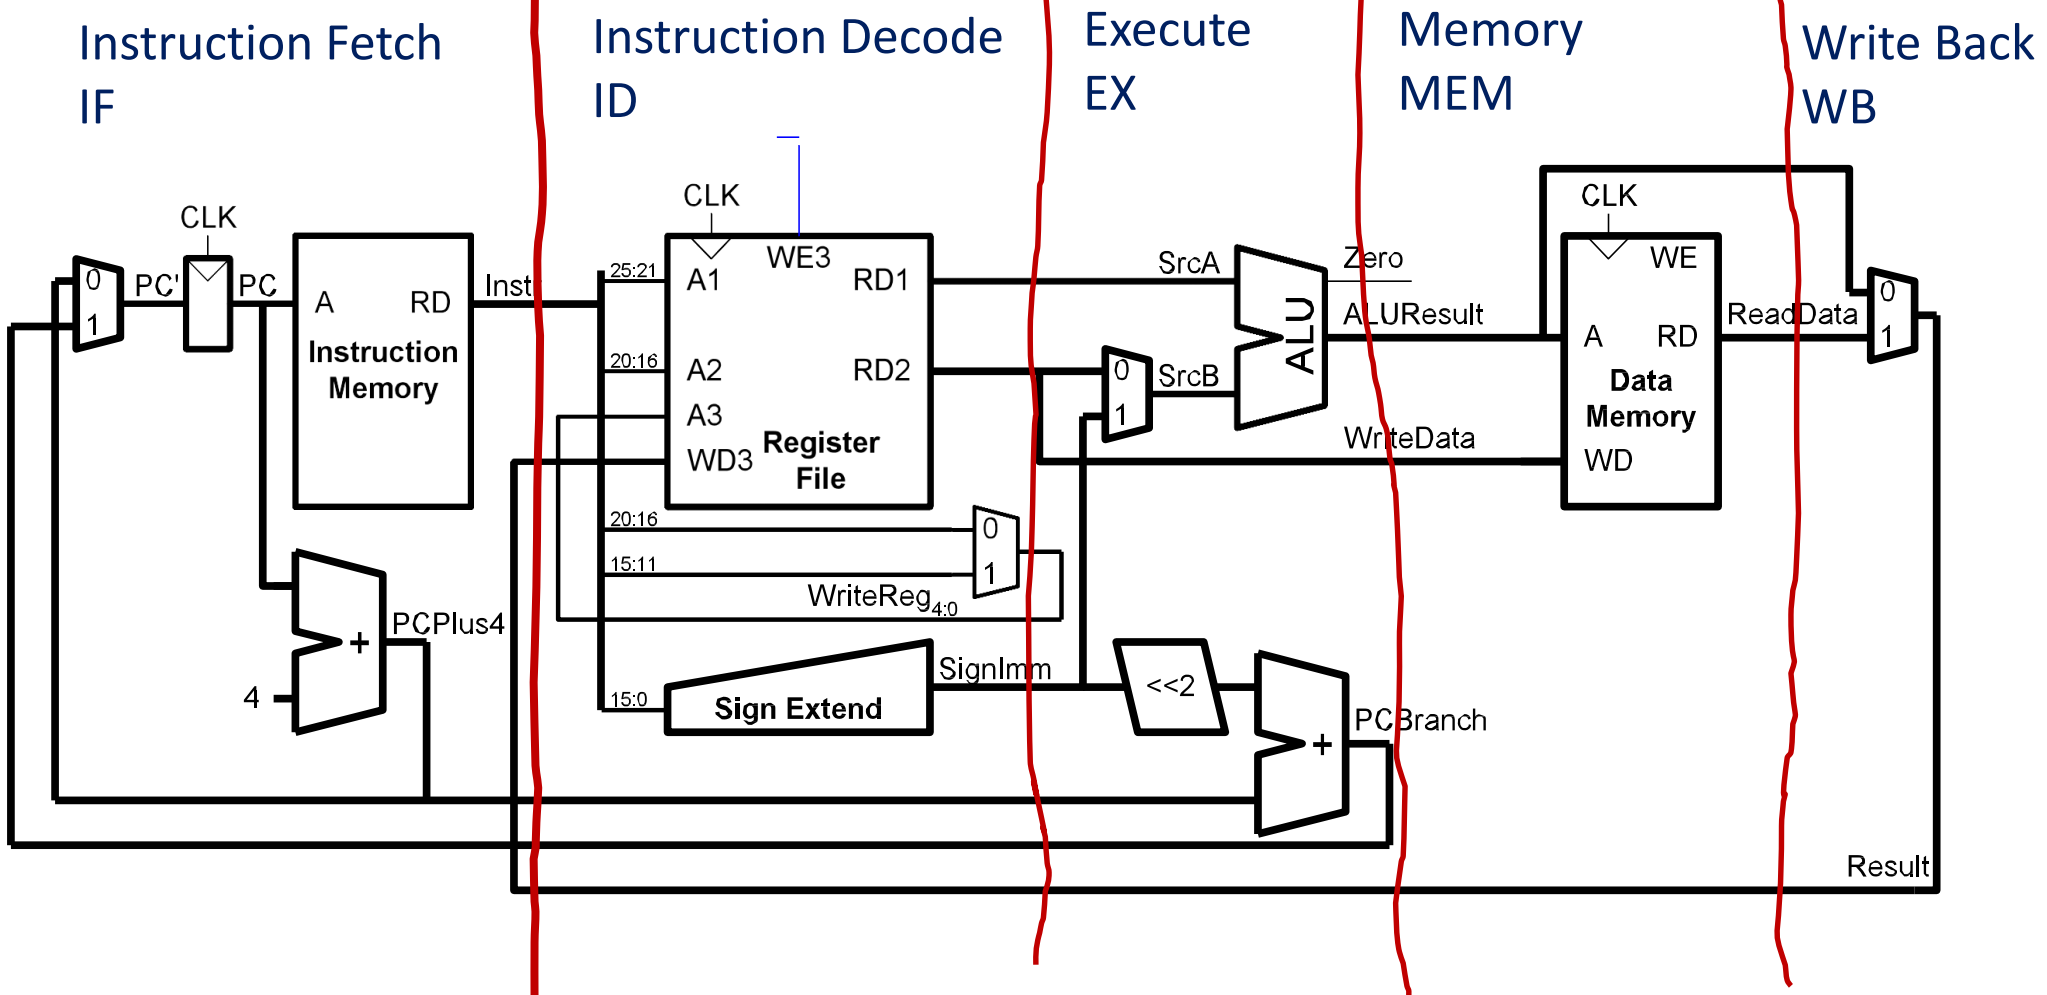 Instruction Fetch
IF
Instruction Decode
ID
Execute
EX
Memory
MEM
Write Back
WB
CLK
0
1
PC'
PC
A
RD
Instruction
Memory
Inst
4
+
PCPlus4
CLK
WE3
25:21
A1
RD1
20:16
A2
RD2
A3
WD3
Register
File
20:16
15:11
0
1
WriteReg4:0
15:0
Sign Extend
SignImm
SrcA
0
1
SrcB
ALU
Zero
ALUResult
WriteData
<<2
+
PCBranch
CLK
WE
A
RD
Data
Memory
WD
ReadData
0
1
Result